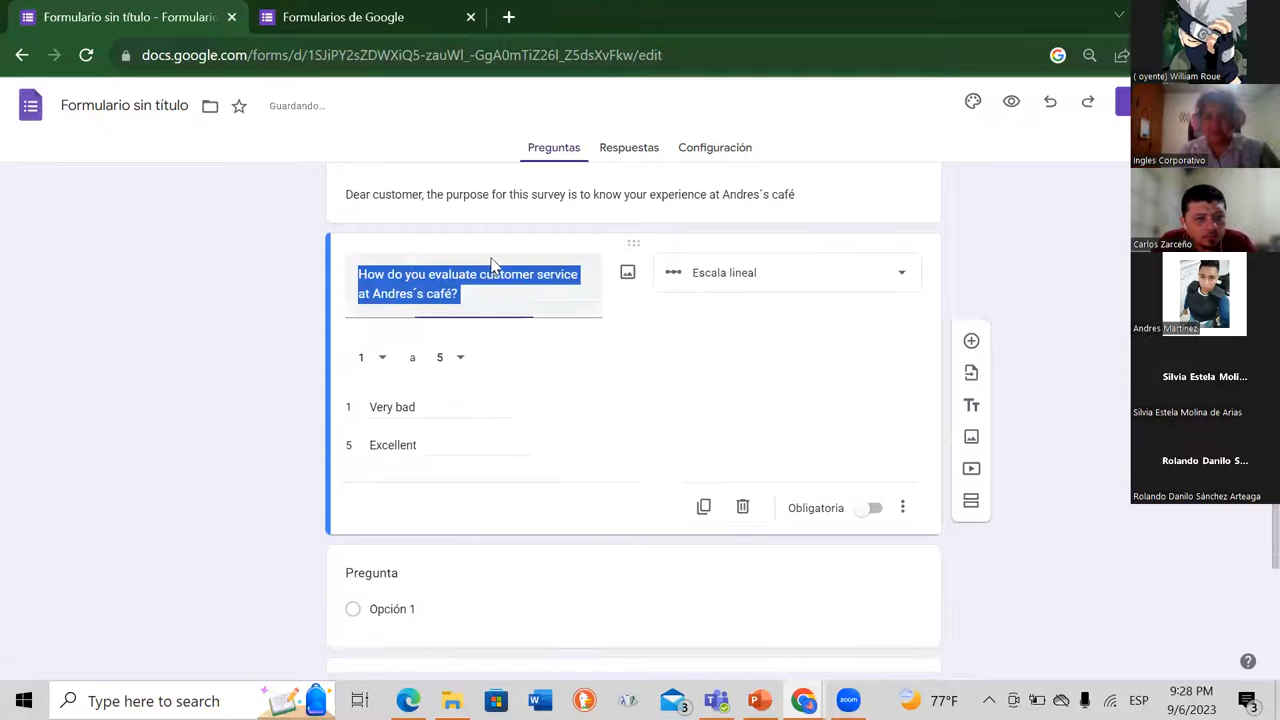 Formulario sin título - Formulario
Formularios de Google
docs.google.com/forms/d/1SJiPY2sZDWXiQ5-zauWl_-GgA0mTiZ26l_Z5dsXvFkw/edit
Formulario sin título
Guardando...
Preguntas
Respuestas
Configuración
Dear customer, the purpose for this survey is to know your experience at Andres´s café
How do you evaluate customer service
at Andres´s café?
Escala lineal
1 a 5
1 Very bad
5 Excellent
Obligatoria
Pregunta
Opción 1
( oyente) William Roue
Ingles Corporativo
Carlos Zarceño
Andres Martínez
Silvia Estela Moli...
Silvia Estela Molina de Arias
Rolando Danilo S...
Rolando Danilo Sánchez Arteaga
Type here to search
3
zoom
77°F
ESP
9:28 PM
9/6/2023
3